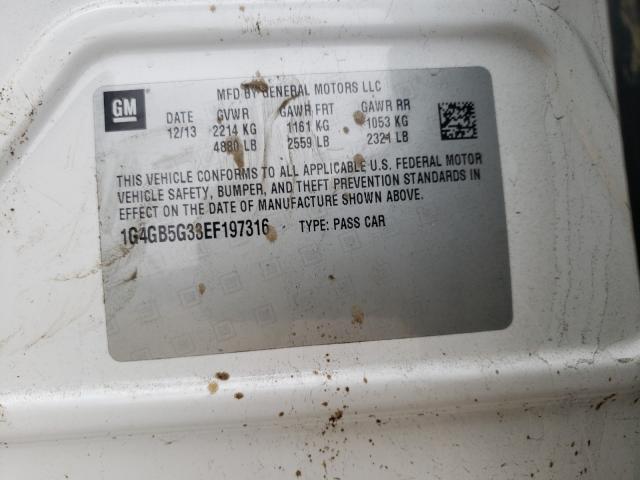 MFD BY GENERAL MOTORS LLC
GM
DATE GVWR GAWR FRT GAWR RR
12/13 2214 KG 1161 KG 1053 KG
4880 LB 2559 LB 2321 LB
THIS VEHICLE CONFORMS TO ALL APPLICABLE U.S. FEDERAL MOTOR
VEHICLE SAFETY, BUMPER, AND THEFT PREVENTION STANDARDS IN
EFFECT ON THE DATE OF MANUFACTURE SHOWN ABOVE.
1G4GB5G33EF197316 TYPE: PASS CAR